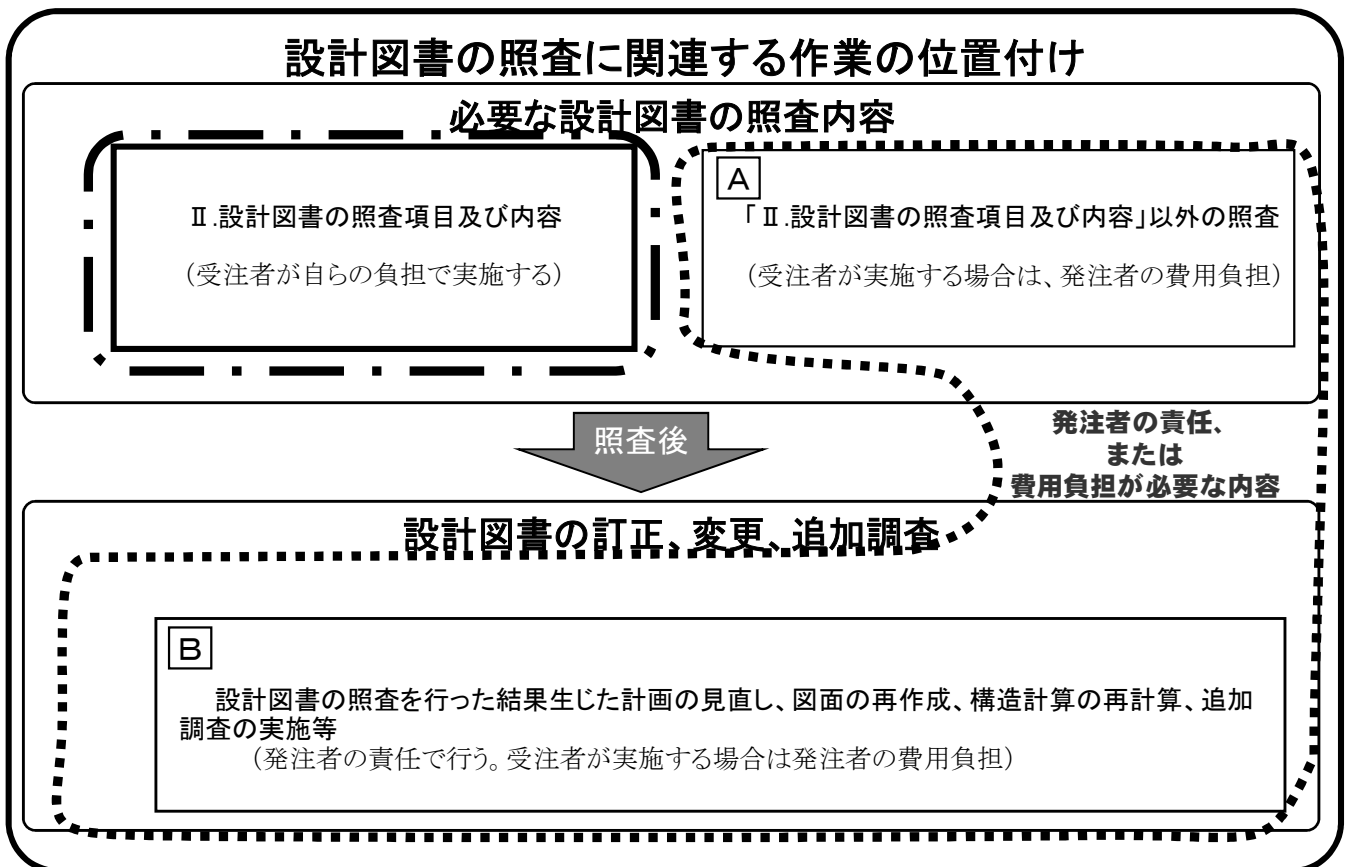 設計図書の照査に関連する作業の位置付け
必要な設計図書の照査内容
Ⅱ.設計図書の照査項目及び内容
(受注者が自らの負担で実施する)
A
「Ⅱ.設計図書の照査項目及び内容」以外の照査
(受注者が実施する場合は、発注者の費用負担)
照査後
発注者の責任、
または
費用負担が必要な内容
設計図書の訂正、変更、追加調査
B
設計図書の照査を行った結果生じた計画の見直し、図面の再作成、構造計算の再計算、追加
調査の実施等
(発注者の責任で行う。受注者が実施する場合は発注者の費用負担)